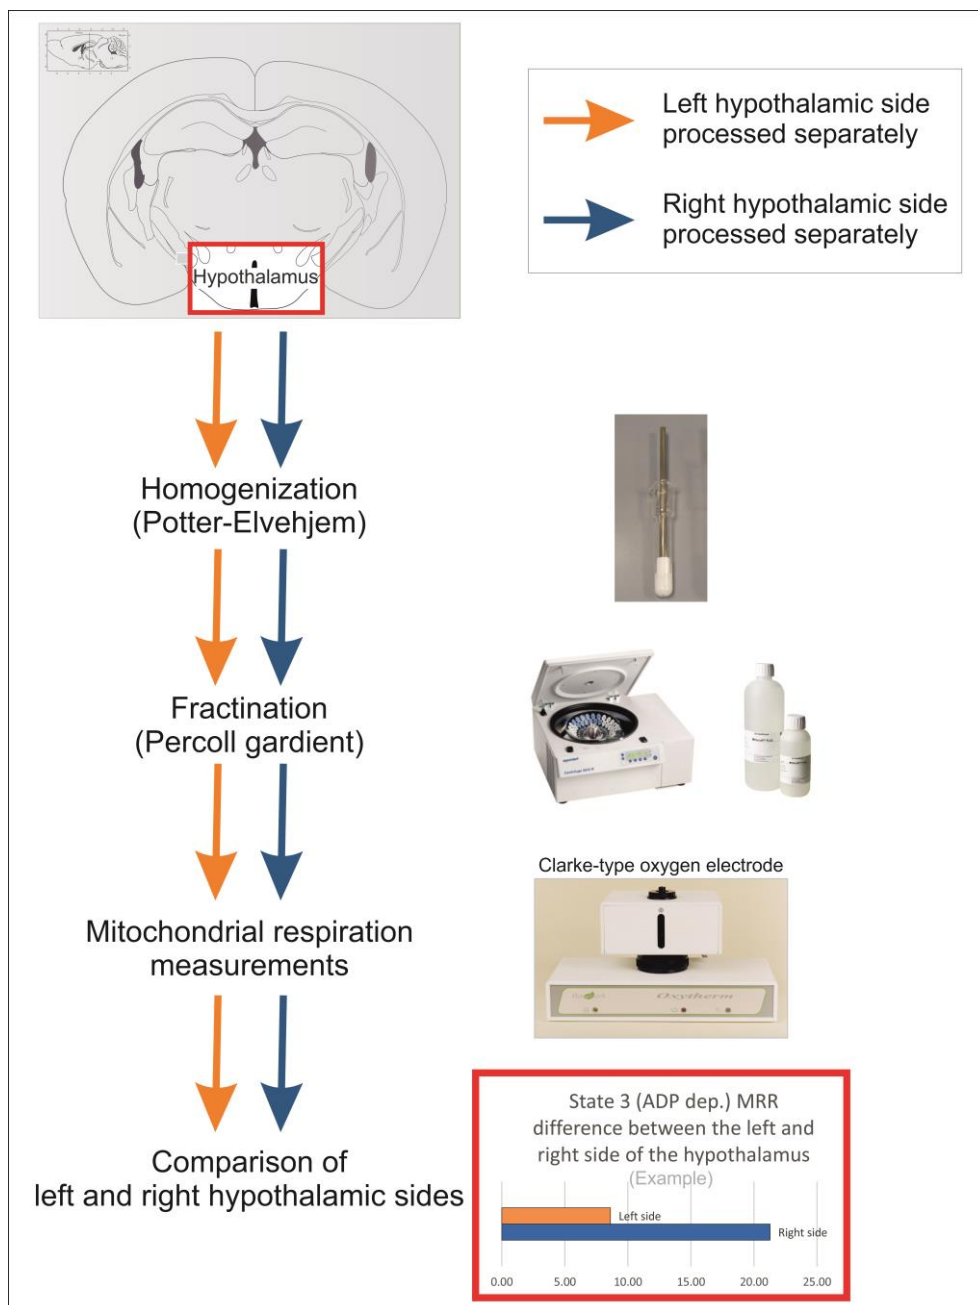 Left hypothalamic side
processed separately
Right hypothalamic side
processed separately
Hypothalamus
Homogenization
(Potter-Elvehjem)
Fractination
(Percoll gardient)
Clarke-type oxygen electrode
Oxytherm
Mitochondrial respiration
measurements
State 3 (ADP dep.) MRR
difference between the left and
right side of the hypothalamus
(Example)
Left side
Right side
0.00 5.00 10.00 15.00 20.00 25.00
Comparison of
left and right hypothalamic sides